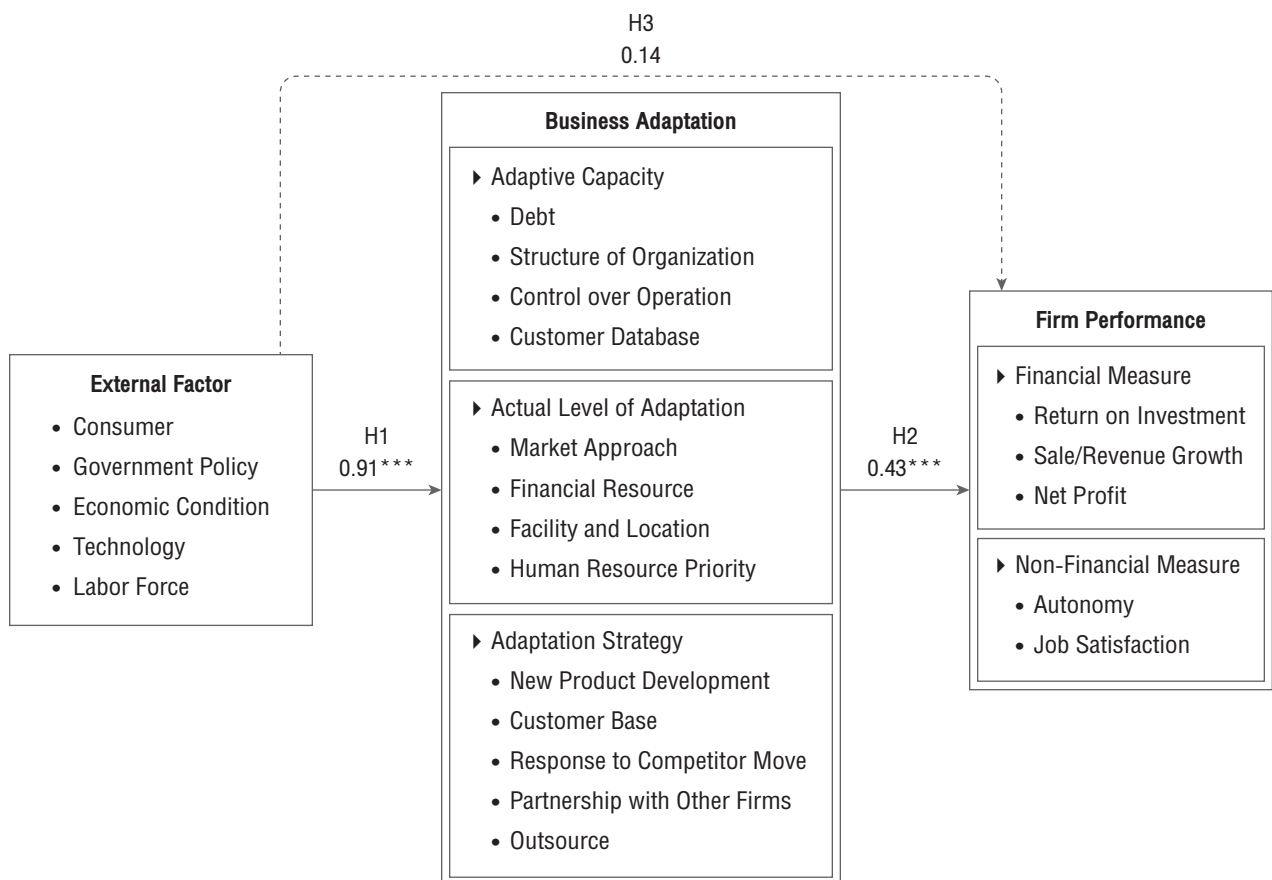 H3
0.14
Business Adaptation
‣ Adaptive Capacity
• Debt
• Structure of Organization
• Control over Operation
• Customer Database
External Factor
• Consumer
• Government Policy
• Economic Condition
• Technology
• Labor Force
H1
0.91***
‣ Actual Level of Adaptation
• Market Approach
• Financial Resource
• Facility and Location
• Human Resource Priority
‣ Adaptation Strategy
• New Product Development
• Customer Base
• Response to Competitor Move
• Partnership with Other Firms
• Outsource
H2
0.43***
Firm Performance
‣ Financial Measure
• Return on Investment
• Sale/Revenue Growth
• Net Profit
‣ Non-Financial Measure
• Autonomy
• Job Satisfaction